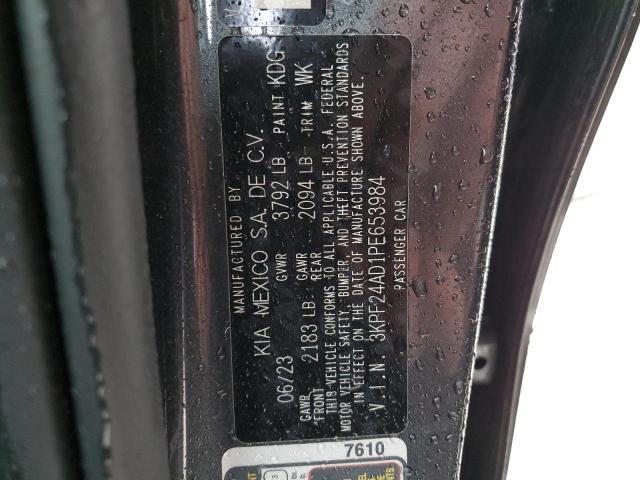 MANUFACTURED BY
KIA MEXICO S.A. DE C.V.
06/23 GVWR 3792 LB PAINT KDG
GAWR FRONT 2183 LB GAWR REAR 2094 LB TRIM WK
THIS VEHICLE CONFORMS TO ALL APPLICABLE U.S.A. FEDERAL
MOTOR VEHICLE SAFETY, BUMPER, AND THEFT PREVENTION STANDARDS
IN EFFECT ON THE DATE OF MANUFACTURE SHOWN ABOVE.
V.I.N. 3KPF24AD1PE653984
PASSENGER CAR
7610